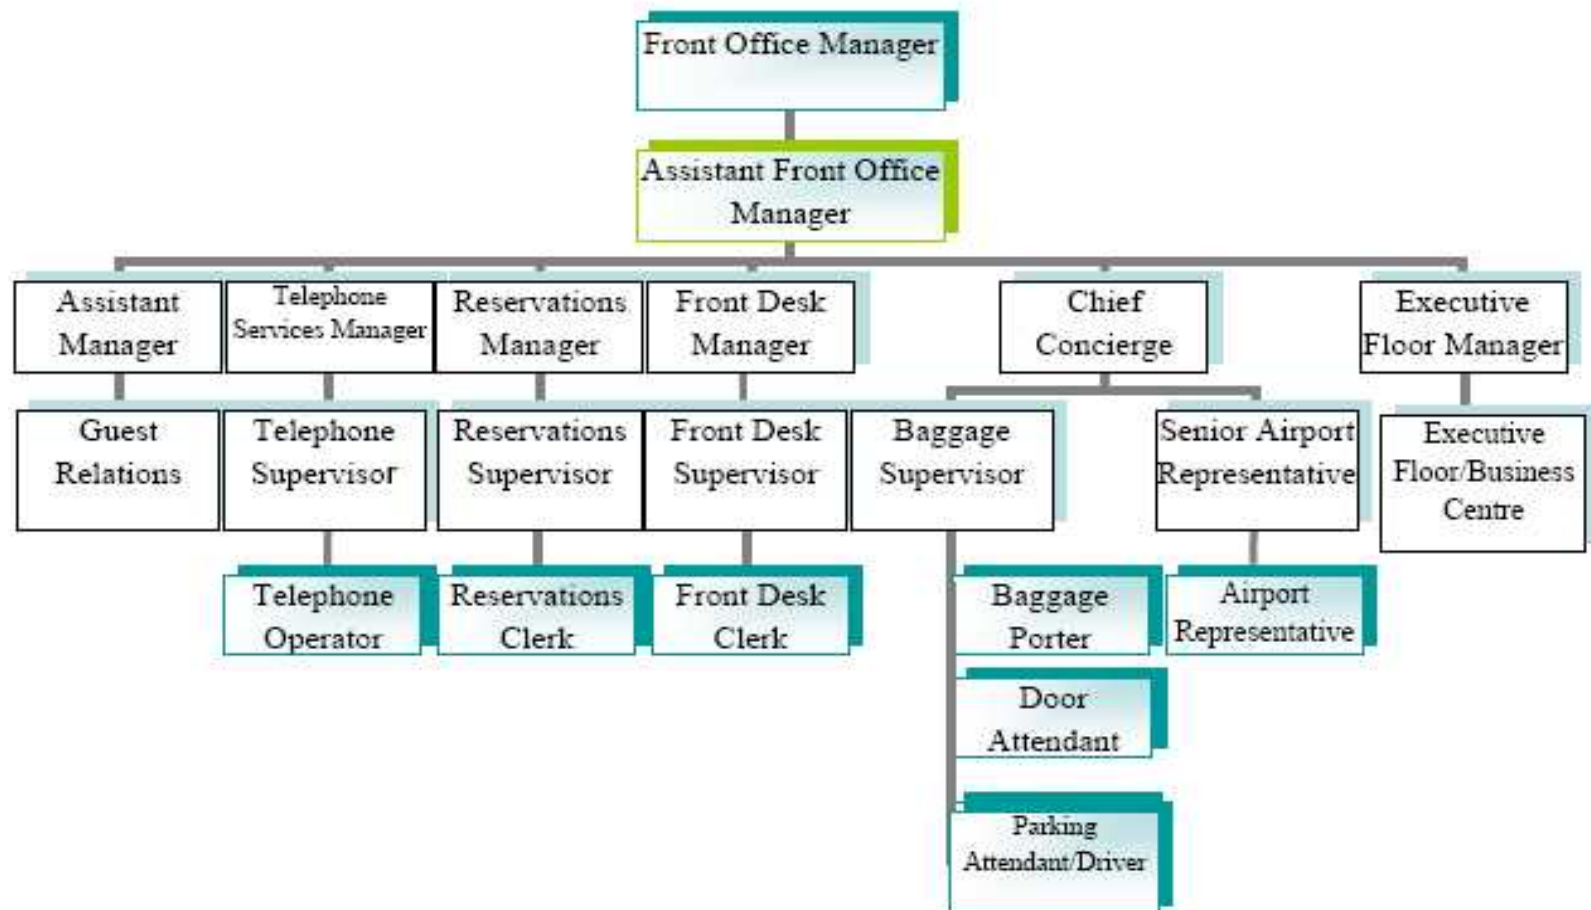 Front Office Manager
Assistant Front Office
Manager
Assistant
Manager
Telephone
Services Manager
Reservations
Manager
Front Desk
Manager
Chief
Concierge
Executive
Floor Manager
Guest
Relations
Telephone
Supervisor
Reservations
Supervisor
Front Desk
Supervisor
Baggage
Supervisor
Senior Airport
Representative
Executive
Floor/Business
Centre
Telephone
Operator
Reservations
Clerk
Front Desk
Clerk
Baggage
Porter
Airport
Representative
Door
Attendant
Parking
Attendant/Driver